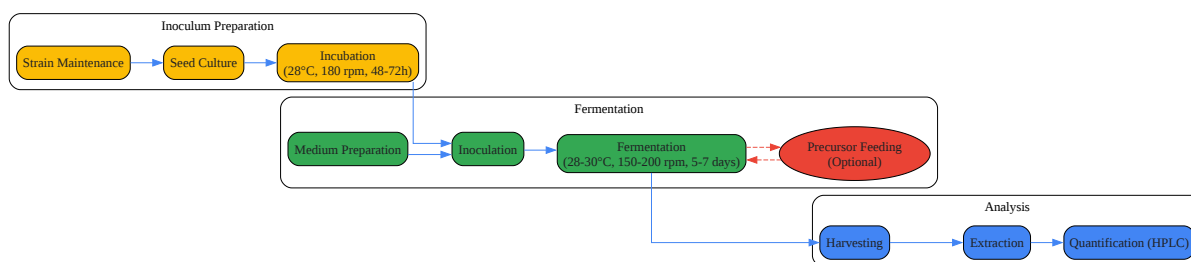 Inoculum Preparation
Strain Maintenance
Seed Culture
Incubation
(28°C, 180 rpm, 48-72h)
Fermentation
Medium Preparation
Inoculation
Fermentation
(28-30°C, 150-200 rpm, 5-7 days)
Precursor Feeding
(Optional)
Analysis
Harvesting
Extraction
Quantification (HPLC)